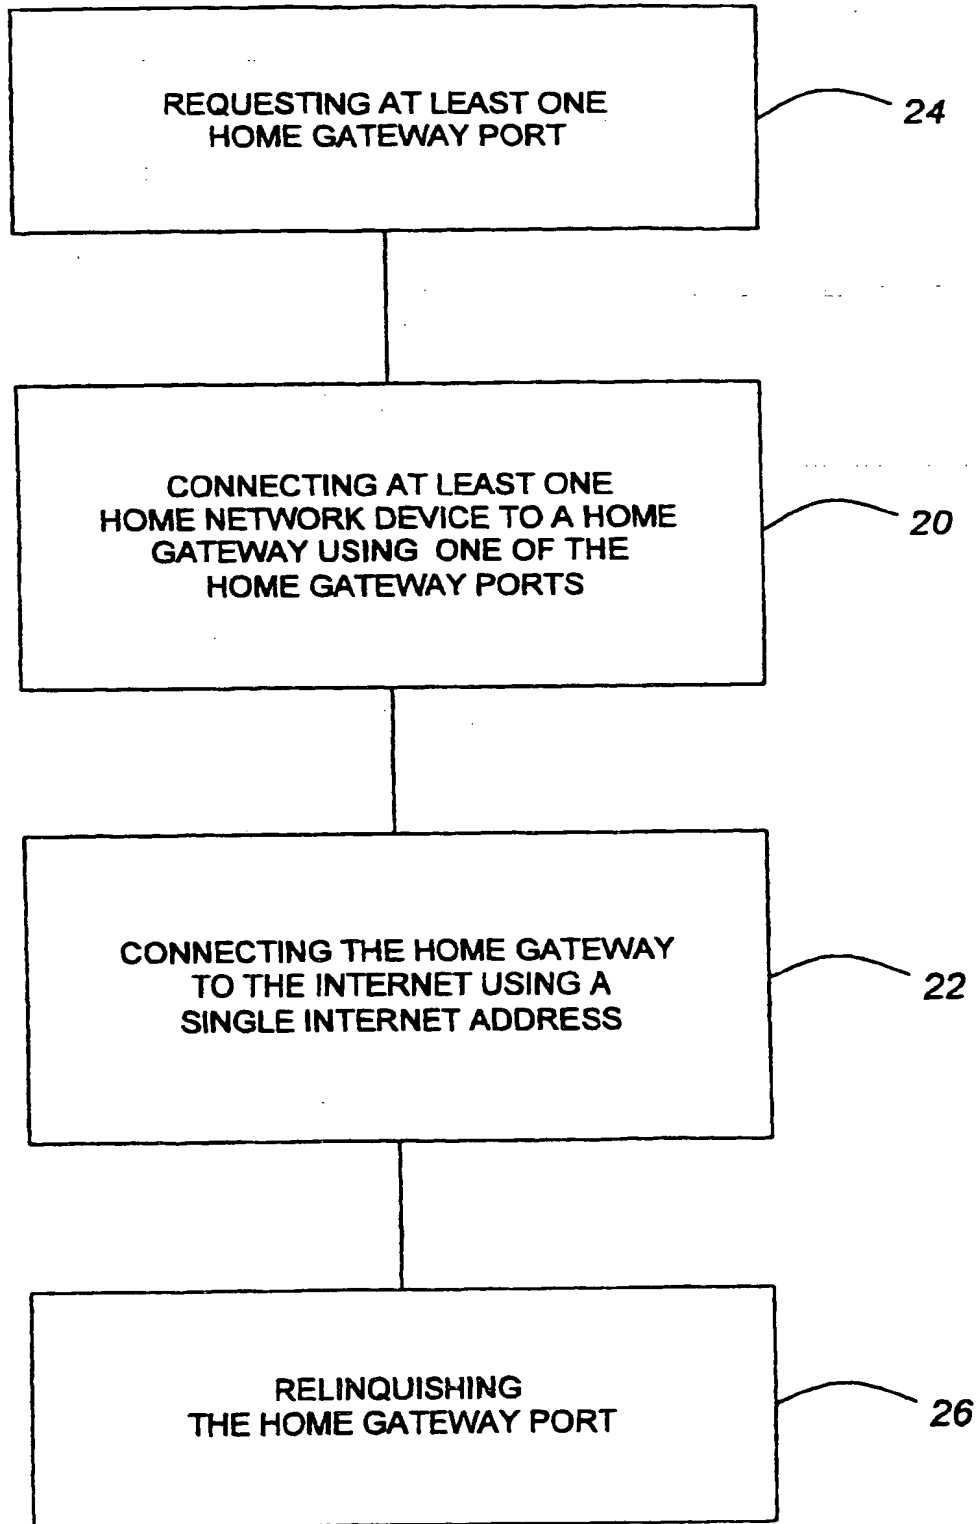 REQUESTING AT LEAST ONE
HOME GATEWAY PORT
24
CONNECTING AT LEAST ONE
HOME NETWORK DEVICE TO A HOME
GATEWAY USING ONE OF THE
HOME GATEWAY PORTS
20
CONNECTING THE HOME GATEWAY
TO THE INTERNET USING A
SINGLE INTERNET ADDRESS
22
RELINQUISHING
THE HOME GATEWAY PORT
26